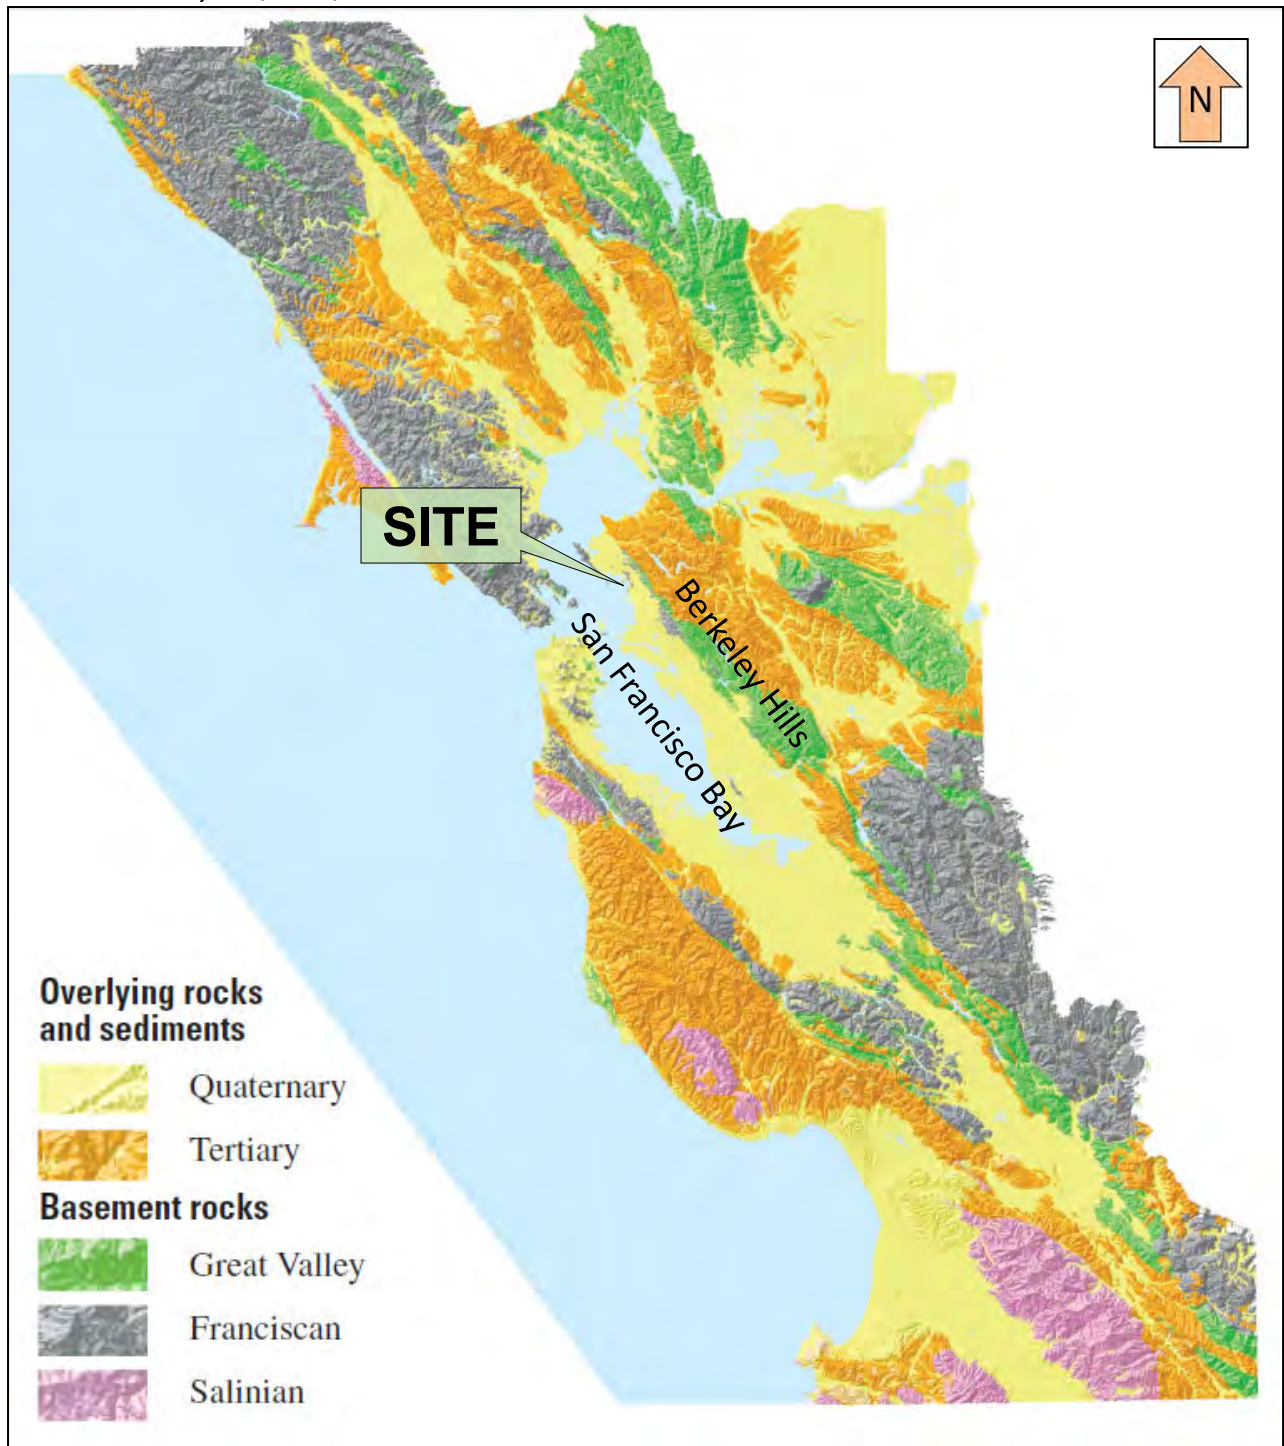 N
SITE
Berkeley Hills
San Francisco Bay
Overlying rocks
and sediments
Quaternary
Tertiary
Basement rocks
Great Valley
Franciscan
Salinian